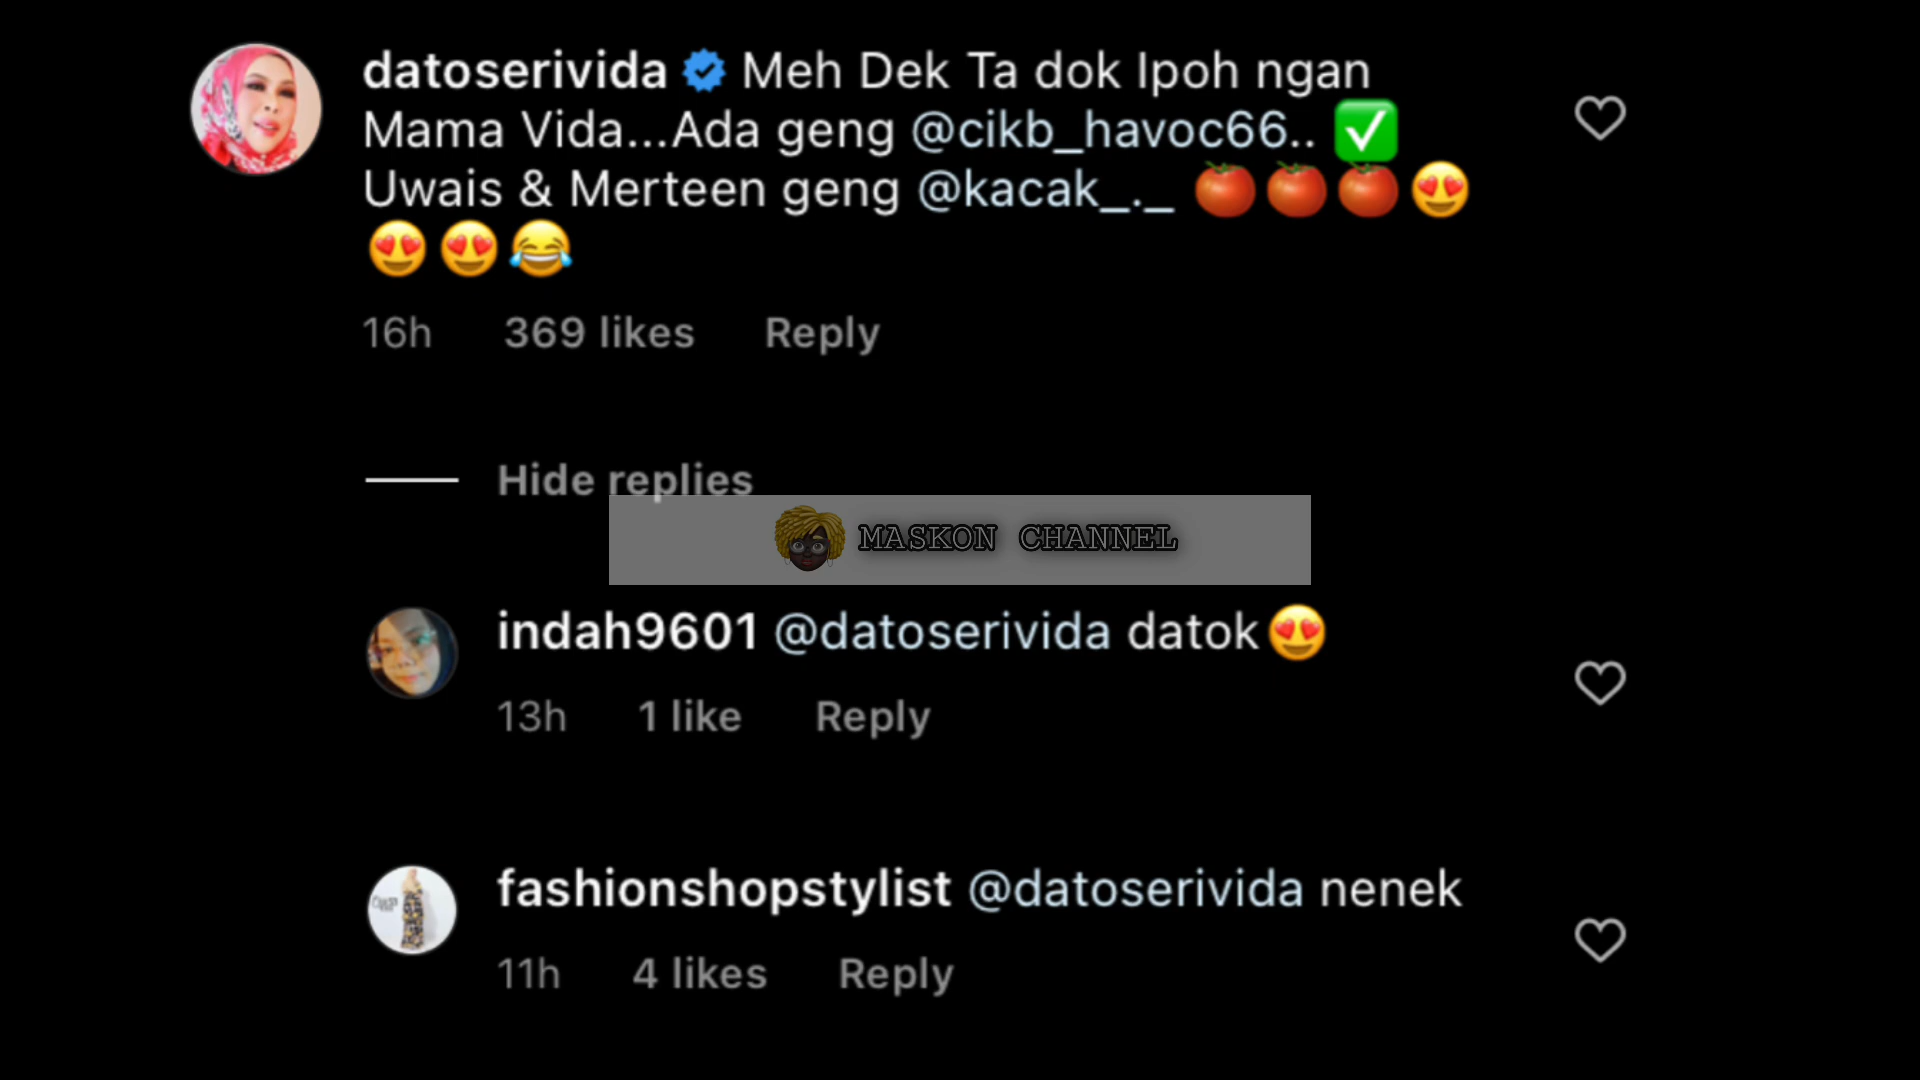 datoserivida Meh Dek Ta dok Ipoh ngan
Mama Vida...Ada geng @cikb_havoc66.. ✅
Uwais & Merteen geng @kacak_._ 🍅🍅🍅😍
😍😍😂
16h 369 likes Reply
Hide replies
MASKON CHANNEL
indah9601 @datoserivida datok😍
13h 1 like Reply
fashionshopstylist @datoserivida nenek
11h 4 likes Reply